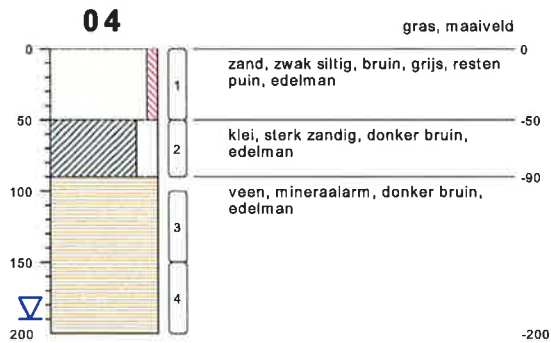 04
gras, maaiveld
0
0
zand, zwak siltig, bruin, grijs, resten
puin, edelman
1
50
-50
klei, sterk zandig, donker bruin,
edelman
2
-90
100
veen, mineraalarm, donker bruin,
edelman
3
150
4
200
-200